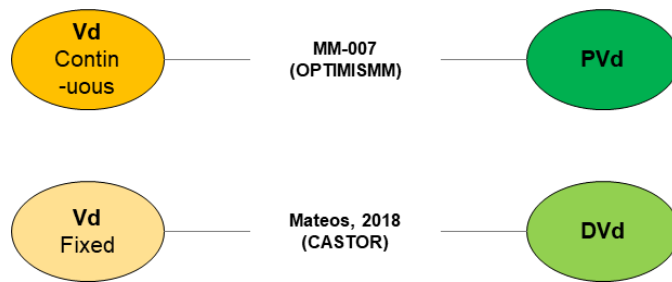 Vd
Contin
-uous
MM-007
(OPTIMISMM)
PVd
Vd
Fixed
Mateos, 2018
(CASTOR)
DVd